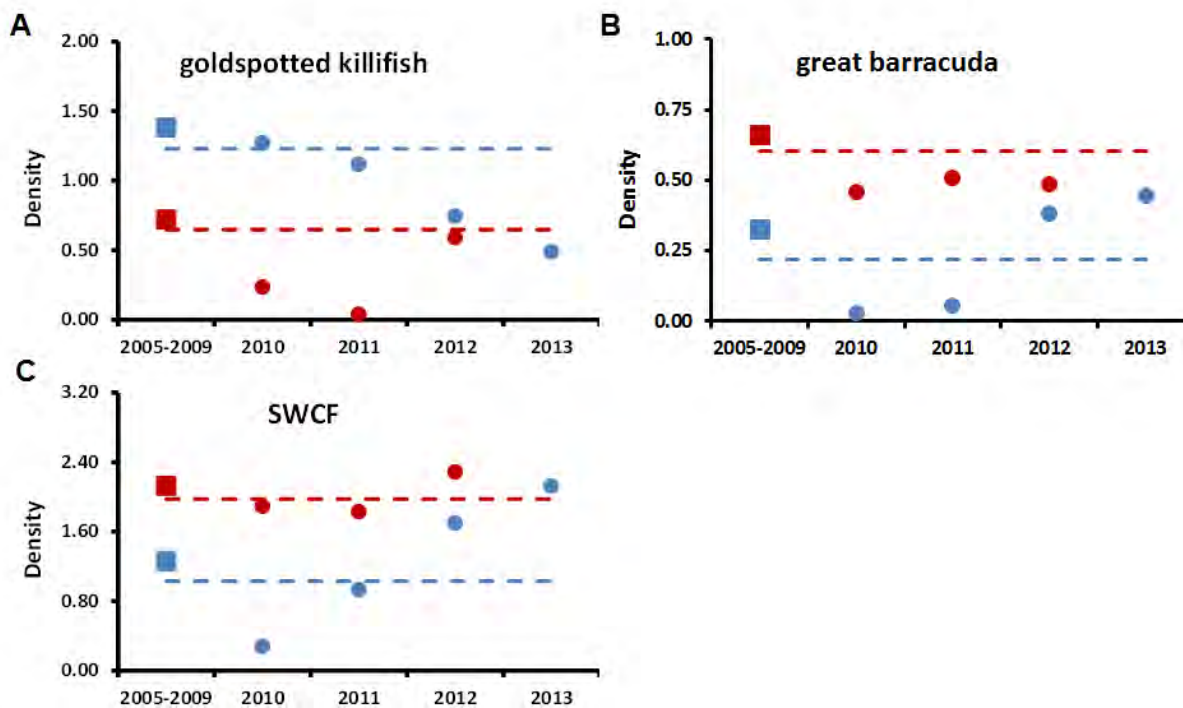 A
goldspotted killifish
Density
2.00
1.50
1.00
0.50
0.00
2005-2009 2010 2011 2012 2013
B
great barracuda
Density
1.00
0.75
0.50
0.25
0.00
2005-2009 2010 2011 2012 2013
C
SWCF
Density
3.20
2.40
1.60
0.80
0.00
2005-2009 2010 2011 2012 2013